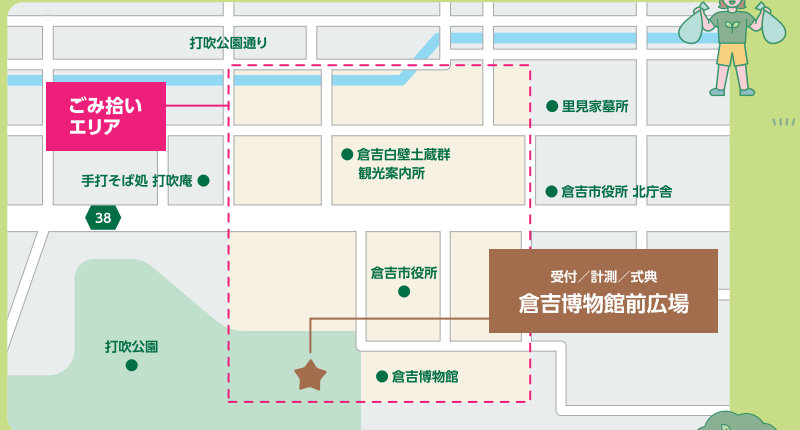 打吹公園通り
ごみ拾い
エリア
里見家墓所
倉吉白壁土蔵群
観光案内所
手打そば処 打吹庵
倉吉市役所 北庁舎
38
倉吉市役所
受付／計測／式典
倉吉博物館前広場
打吹公園
倉吉博物館